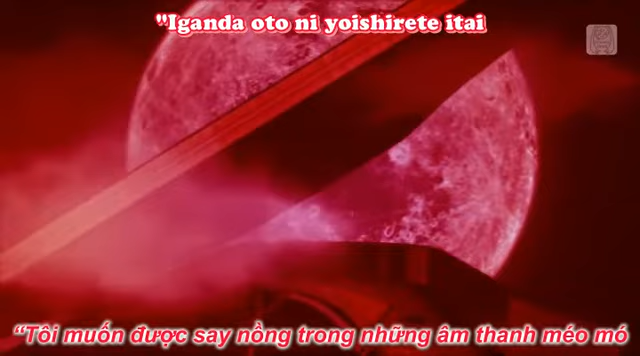 "Iganda oto ni yoishirete itai
“Tôi muốn được say nồng trong những âm thanh méo mó